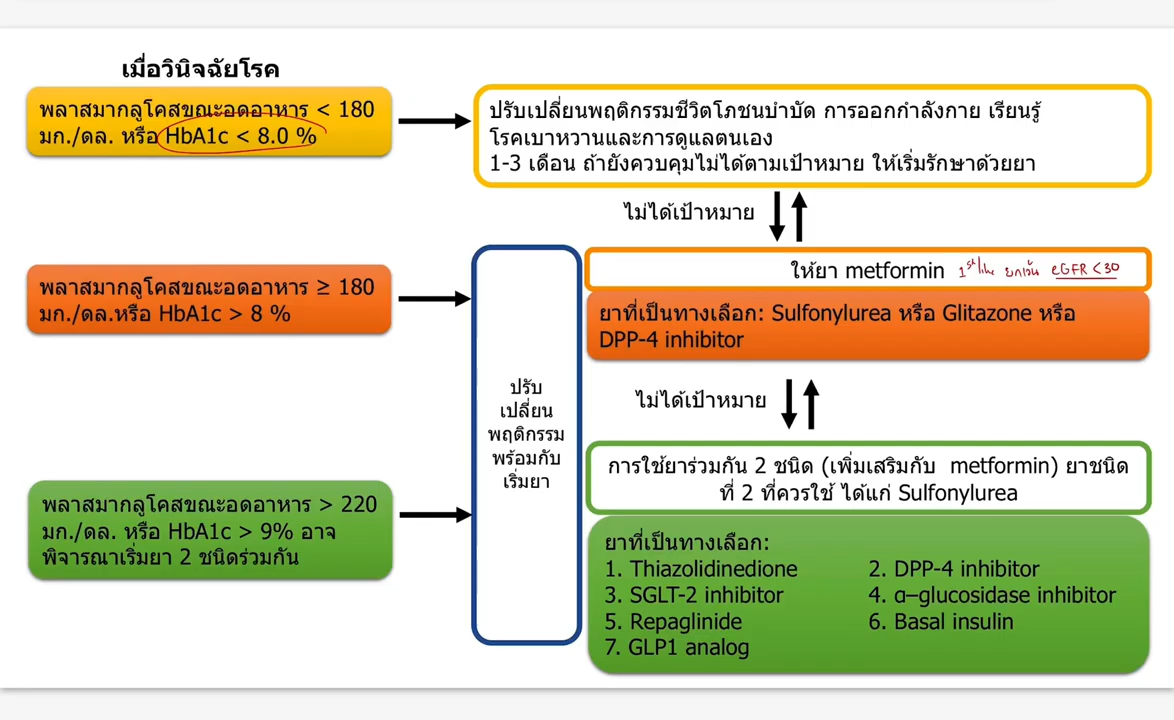 เมื่อวินิจฉัยโรค
พลาสมากลูโคสขณะอดอาหาร < 180
มก./ดล. หรือ HbA1c < 8.0 %
ปรับเปลี่ยนพฤติกรรมชีวิตโภชนบำบัด การออกกำลังกาย เรียนรู้
โรคเบาหวานและการดูแลตนเอง
1-3 เดือน ถ้ายังควบคุมไม่ได้ตามเป้าหมาย ให้เริ่มรักษาด้วยยา
ไม่ได้เป้าหมาย
พลาสมากลูโคสขณะอดอาหาร ≥ 180
มก./ดล.หรือ HbA1c > 8 %
ให้ยา metformin 1st line ยกเว้น eGFR < 30
ยาที่เป็นทางเลือก: Sulfonylurea หรือ Glitazone หรือ
DPP-4 inhibitor
ปรับ
เปลี่ยน
พฤติกรรม
พร้อมกับ
เริ่มยา
ไม่ได้เป้าหมาย
พลาสมากลูโคสขณะอดอาหาร > 220
มก./ดล. หรือ HbA1c > 9% อาจ
พิจารณาเริ่มยา 2 ชนิดร่วมกัน
การใช้ยาร่วมกัน 2 ชนิด (เพิ่มเสริมกับ metformin) ยาชนิด
ที่ 2 ที่ควรใช้ ได้แก่ Sulfonylurea
ยาที่เป็นทางเลือก:
1. Thiazolidinedione 2. DPP-4 inhibitor
3. SGLT-2 inhibitor 4. α–glucosidase inhibitor
5. Repaglinide 6. Basal insulin
7. GLP1 analog